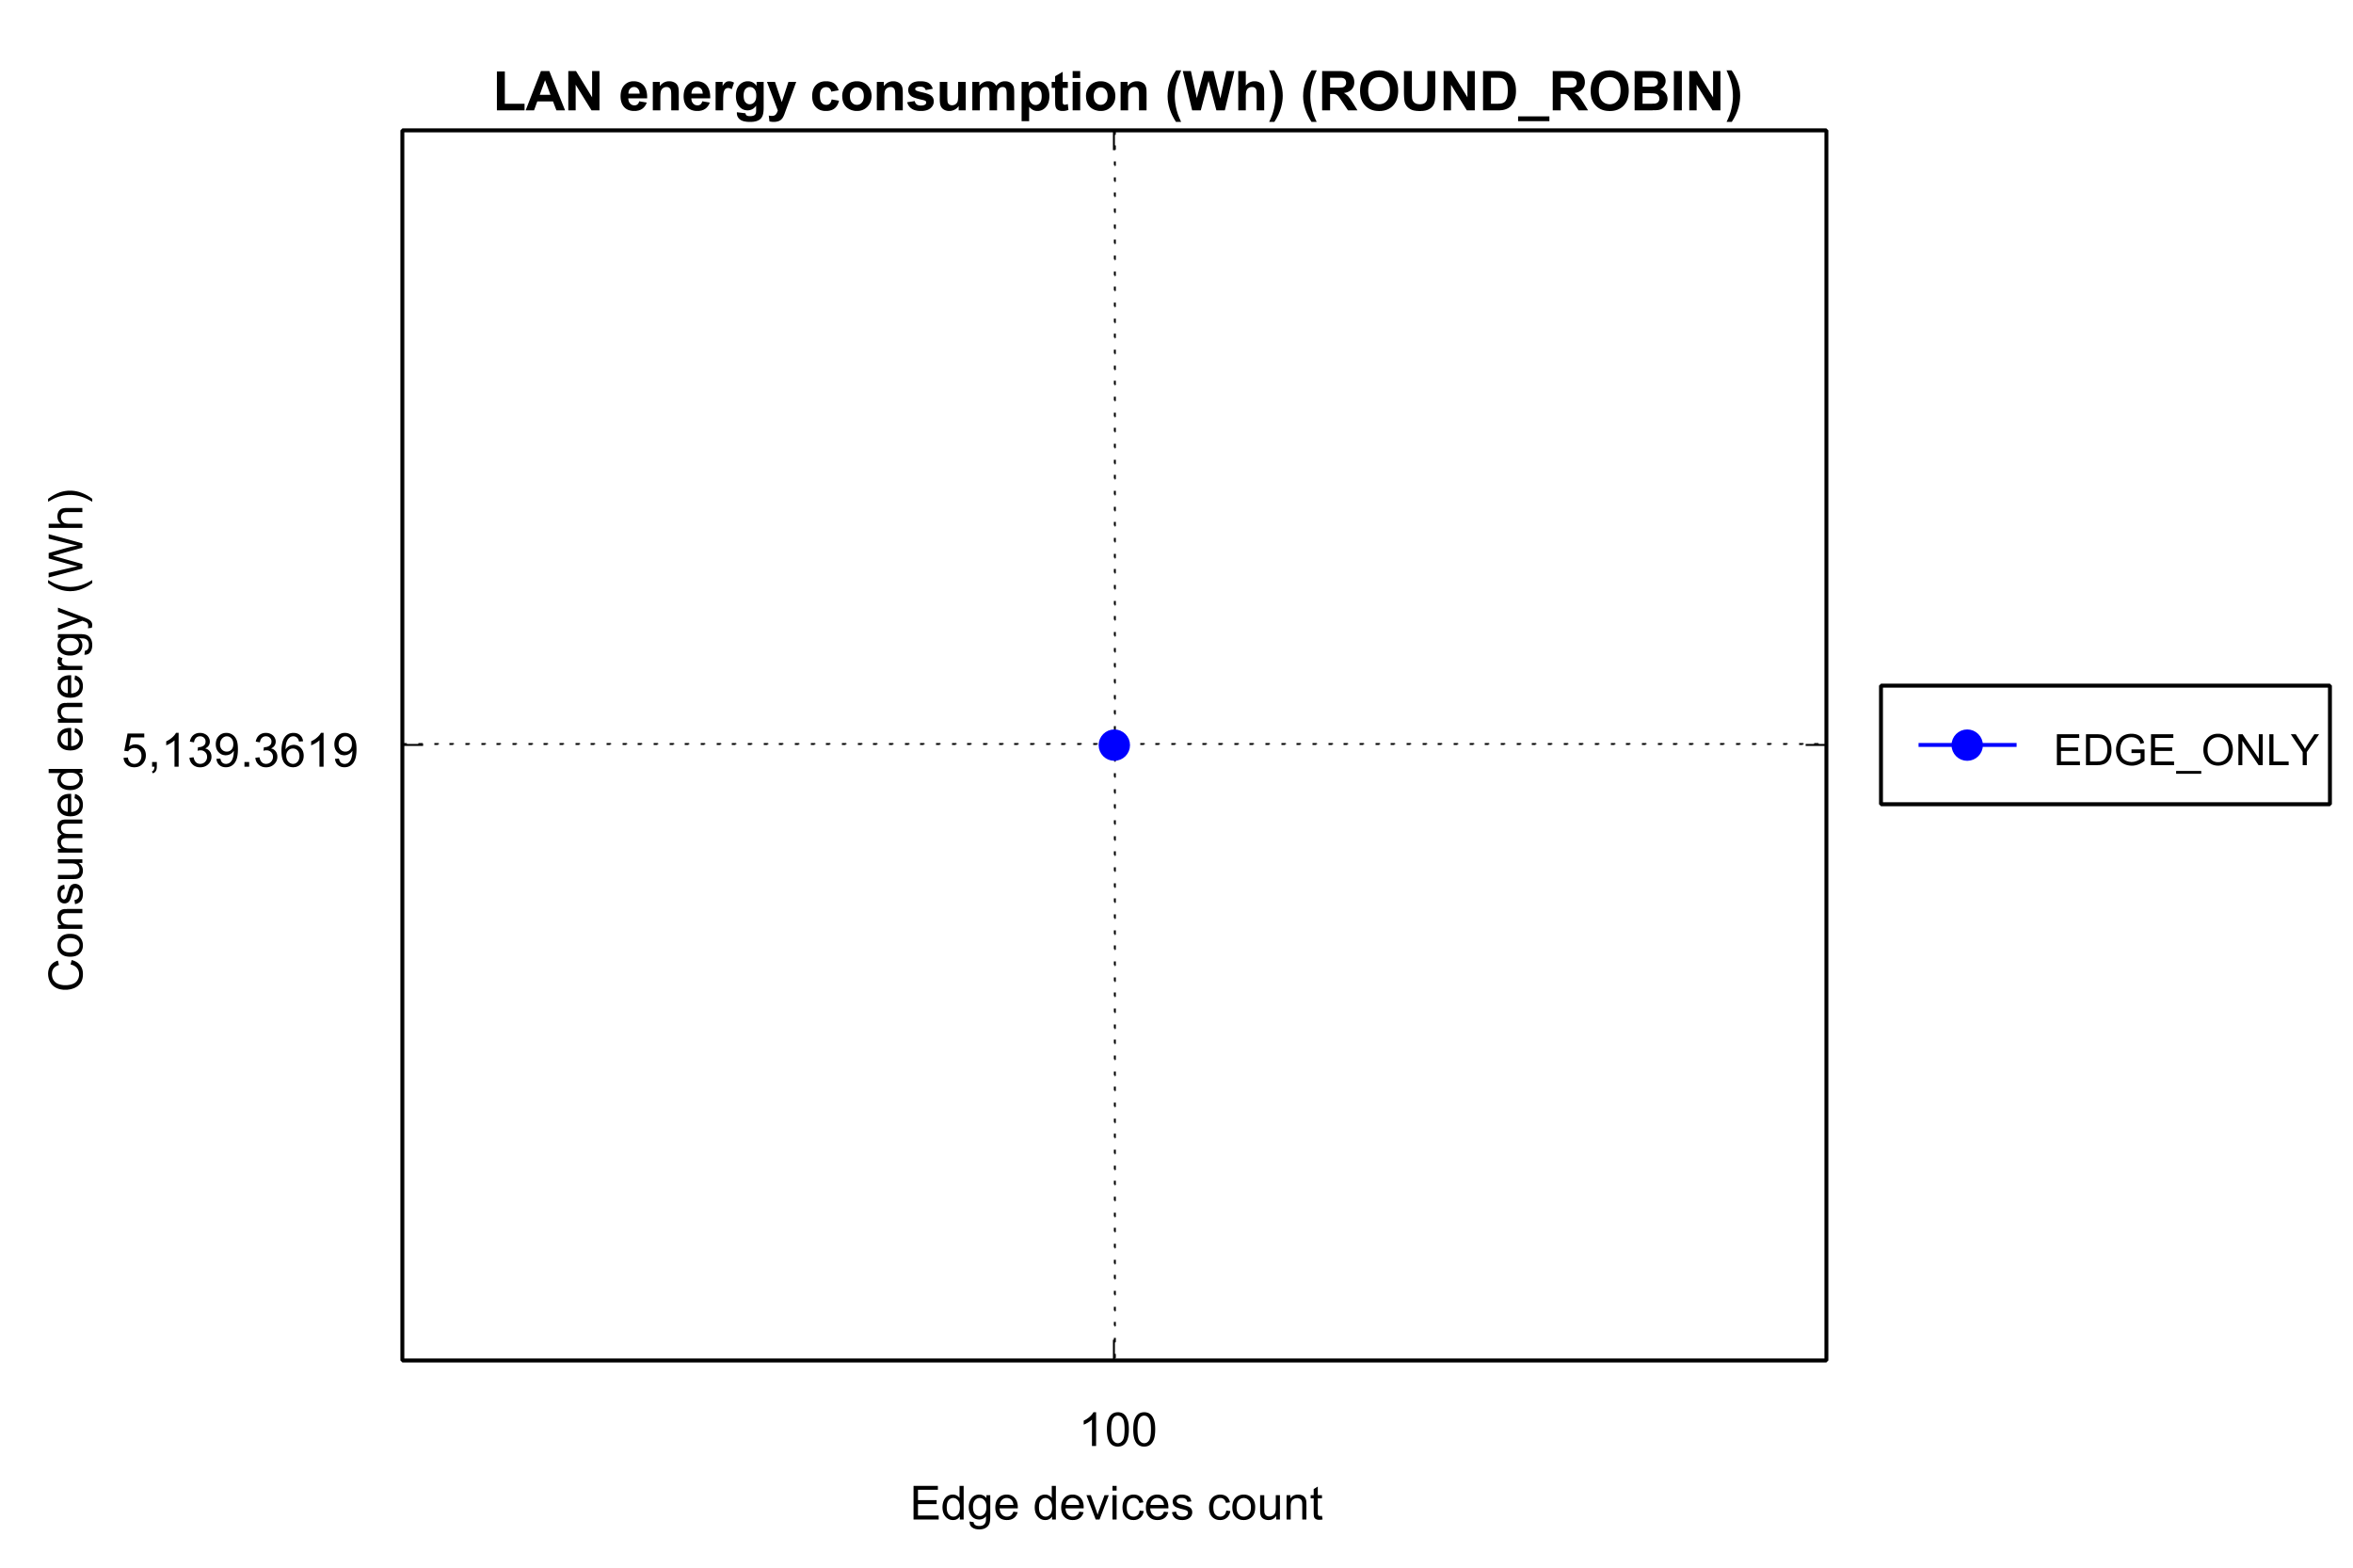 LAN energy consumption (Wh) (ROUND_ROBIN)
Consumed energy (Wh)
5,139.3619
EDGE_ONLY
100
Edge devices count